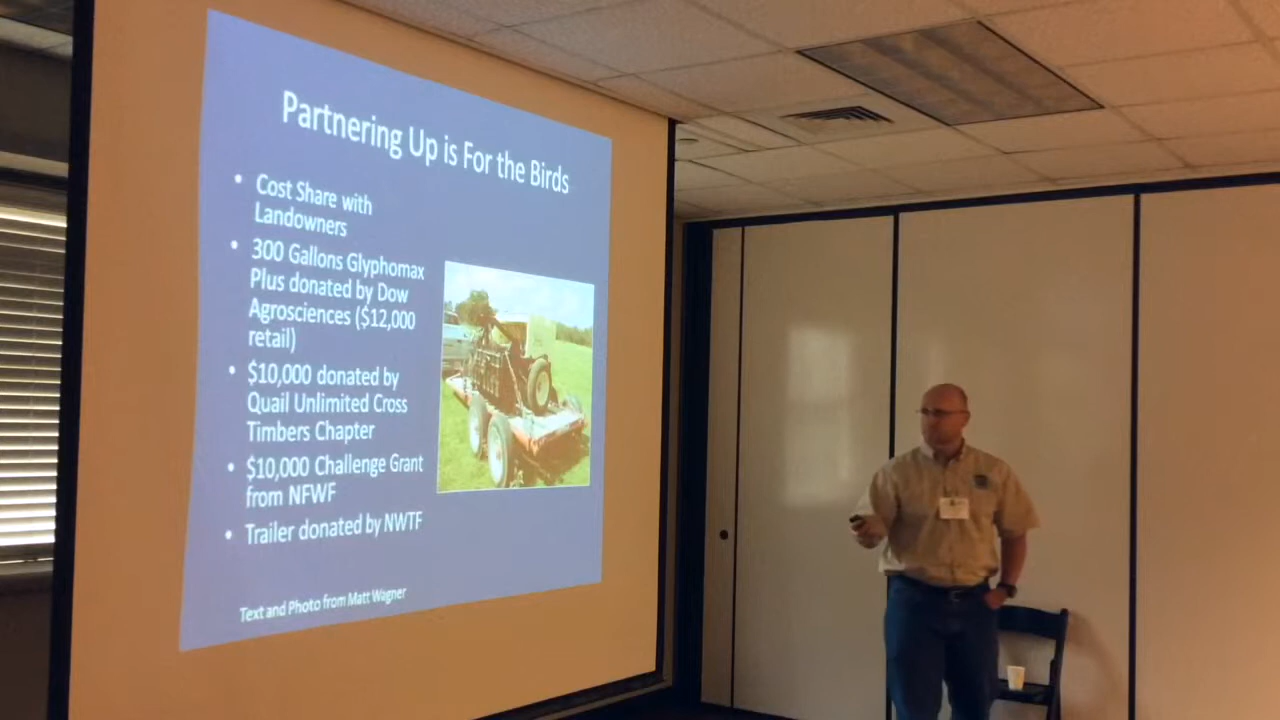 Partnering Up is For the Birds
• Cost Share with
Landowners
• 300 Gallons Glyphomax
Plus donated by Dow
Agrosciences ($12,000
retail)
• $10,000 donated by
Quail Unlimited Cross
Timbers Chapter
• $10,000 Challenge Grant
from NFWF
• Trailer donated by NWTF
Text and Photo from Matt Wagner